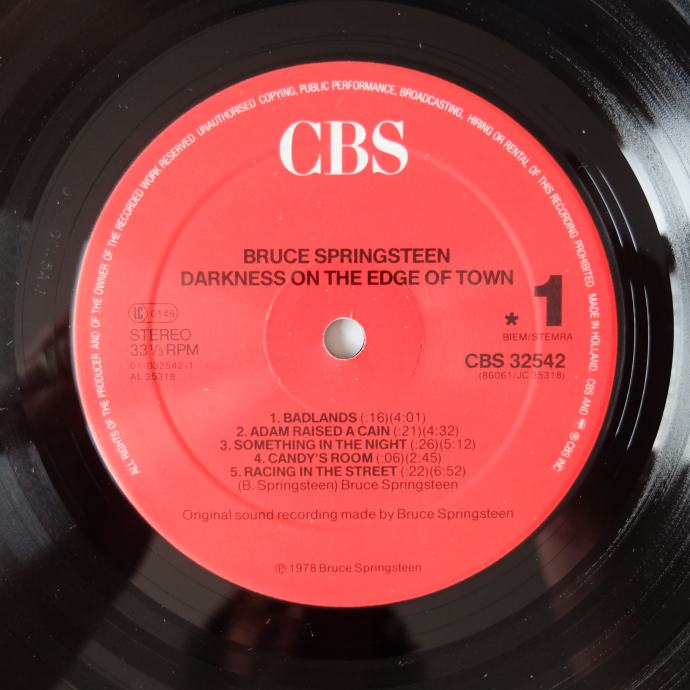 ALL RIGHTS OF THE PRODUCER AND OF THE OWNER OF THE RECORDED WORK RESERVED. UNAUTHORISED COPYING, PUBLIC PERFORMANCE, BROADCASTING, HIRING OR RENTAL OF THIS RECORDING PROHIBITED. MADE IN HOLLAND. CBS AND ℗ CBS INC
CBS
BRUCE SPRINGSTEEN
DARKNESS ON THE EDGE OF TOWN
LC 0149
STEREO
33⅓ RPM
01-032542-1
AL 35318
* 1
BIEM/STEMRA
CBS 32542
(86061/JC 35318)
1. BADLANDS (:16)(4:01)
2. ADAM RAISED A CAIN (:21)(4:32)
3. SOMETHING IN THE NIGHT (:26)(5:12)
4. CANDY'S ROOM (:06)(2:45)
5. RACING IN THE STREET (:22)(6:52)
(B. Springsteen) Bruce Springsteen
Original sound recording made by Bruce Springsteen
℗ 1978 Bruce Springsteen